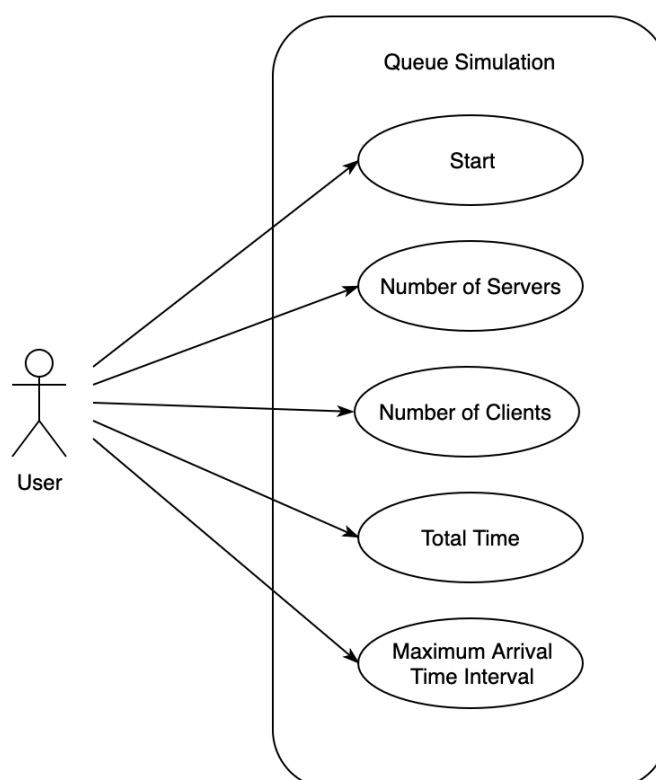 Queue Simulation
Start
Number of Servers
Number of Clients
User
Total Time
Maximum Arrival
Time Interval